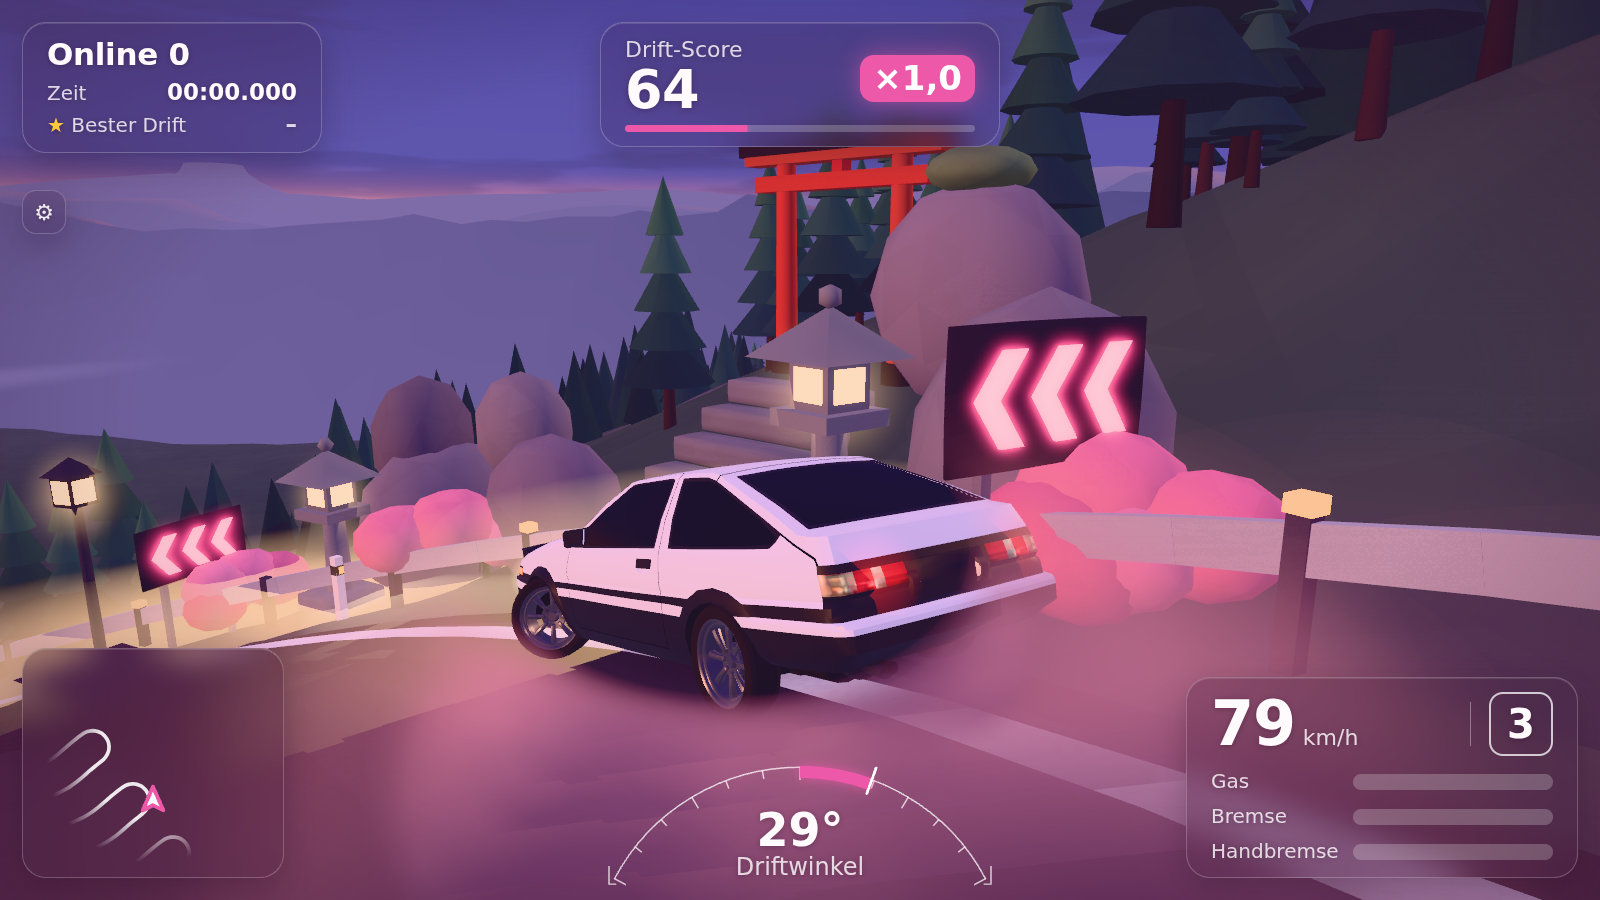 Online 0
Zeit 00:00.000
★ Bester Drift –
Drift-Score
64
×1,0
29°
Driftwinkel
79 km/h
3
Gas
Bremse
Handbremse